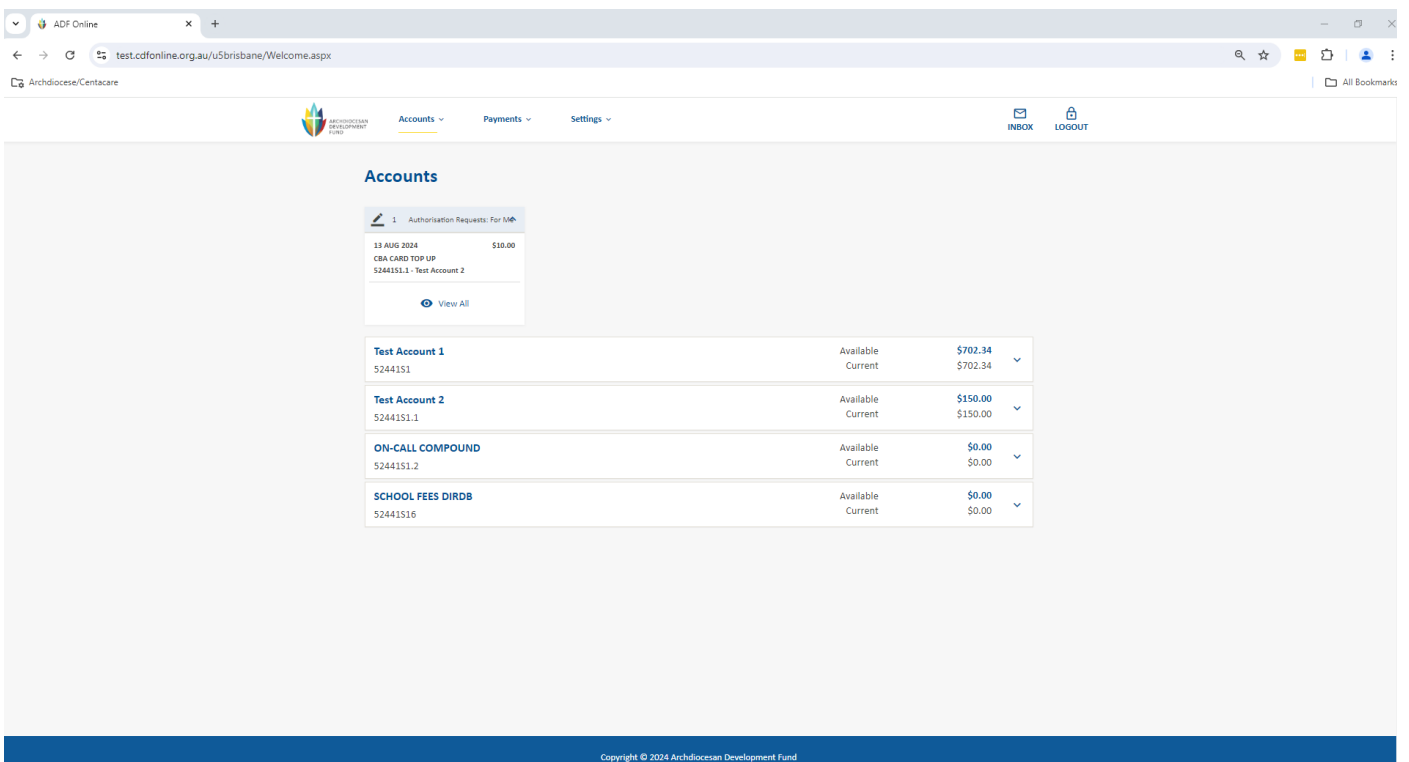 ADF Online
test.cdfonline.org.au/u5brisbane/Welcome.aspx
Archdiocese/Centacare
All Bookmarks
ARCHDIOCESAN
DEVELOPMENT
FUND
Accounts
Payments
Settings
INBOX
LOGOUT
Accounts
1 Authorisation Requests: For Me
13 AUG 2024 $10.00
CBA CARD TOP UP
52441S1.1 - Test Account 2
View All
Test Account 1 Available $702.34
52441S1 Current $702.34
Test Account 2 Available $150.00
52441S1.1 Current $150.00
ON-CALL COMPOUND Available $0.00
52441S1.2 Current $0.00
SCHOOL FEES DIRDB Available $0.00
52441S16 Current $0.00
Copyright © 2024 Archdiocesan Development Fund